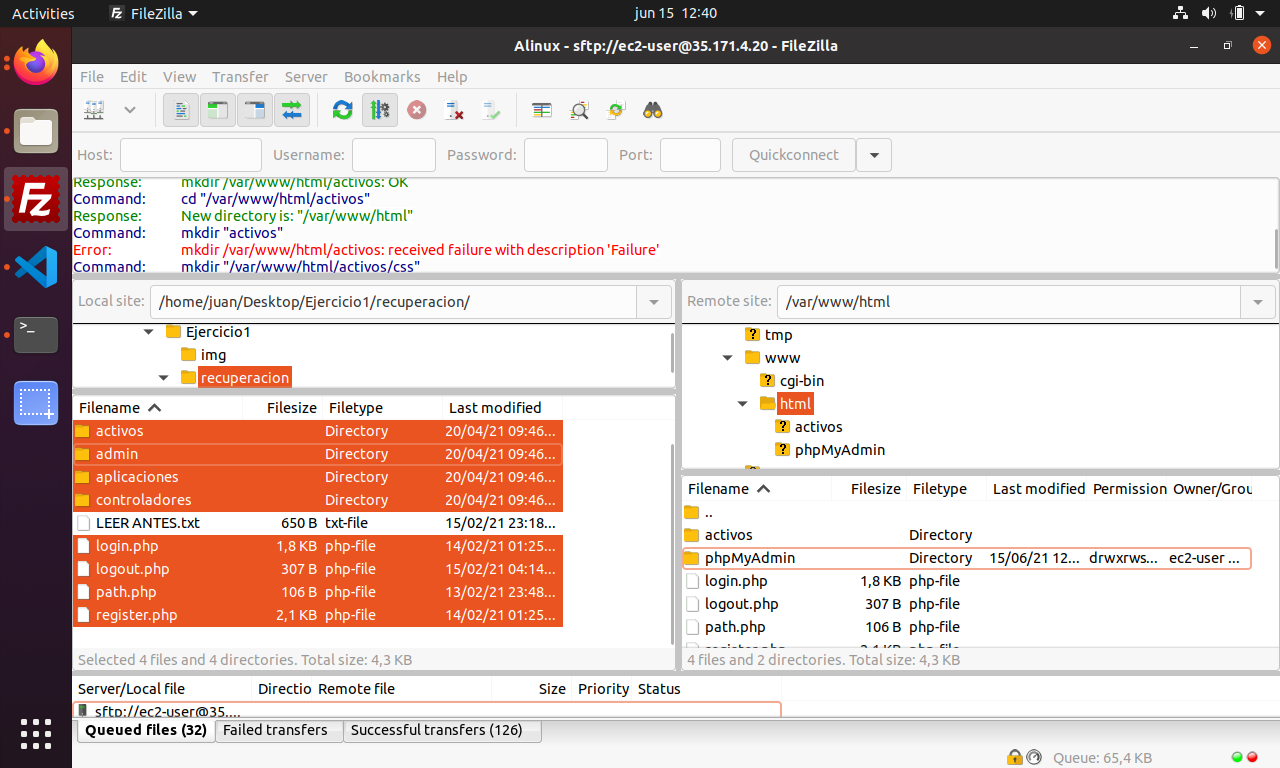 Activities FileZilla jun 15 12:40
Alinux - sftp://ec2-user@35.171.4.20 - FileZilla
File Edit View Transfer Server Bookmarks Help
Host: Username: Password: Port: Quickconnect
Response: mkdir /var/www/html/activos: OK
Command: cd "/var/www/html/activos"
Response: New directory is: "/var/www/html"
Command: mkdir "activos"
Error: mkdir /var/www/html/activos: received failure with description 'Failure'
Command: mkdir "/var/www/html/activos/css"
Local site: /home/juan/Desktop/Ejercicio1/recuperacion/
Ejercicio1
img
recuperacion
Filename Filesize Filetype Last modified
activos Directory 20/04/21 09:46...
admin Directory 20/04/21 09:46...
aplicaciones Directory 20/04/21 09:46...
controladores Directory 20/04/21 09:46...
LEER ANTES.txt 650 B txt-file 15/02/21 23:18...
login.php 1,8 KB php-file 14/02/21 01:25...
logout.php 307 B php-file 15/02/21 04:14...
path.php 106 B php-file 13/02/21 23:48...
register.php 2,1 KB php-file 14/02/21 01:25...
Selected 4 files and 4 directories. Total size: 4,3 KB
Remote site: /var/www/html
tmp
www
cgi-bin
html
activos
phpMyAdmin
Filename Filesize Filetype Last modified Permission Owner/Grou
..
activos Directory
phpMyAdmin Directory 15/06/21 12... drwxrws... ec2-user ...
login.php 1,8 KB php-file
logout.php 307 B php-file
path.php 106 B php-file
register.php 2,1 KB php-file
4 files and 2 directories. Total size: 4,3 KB
Server/Local file Directio Remote file Size Priority Status
sftp://ec2-user@35....
Queued files (32) Failed transfers Successful transfers (126)
Queue: 65,4 KB